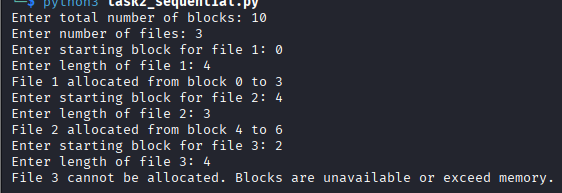 └─$ python3 task2_sequential.py
Enter total number of blocks: 10
Enter number of files: 3
Enter starting block for file 1: 0
Enter length of file 1: 4
File 1 allocated from block 0 to 3
Enter starting block for file 2: 4
Enter length of file 2: 3
File 2 allocated from block 4 to 6
Enter starting block for file 3: 2
Enter length of file 3: 4
File 3 cannot be allocated. Blocks are unavailable or exceed memory.